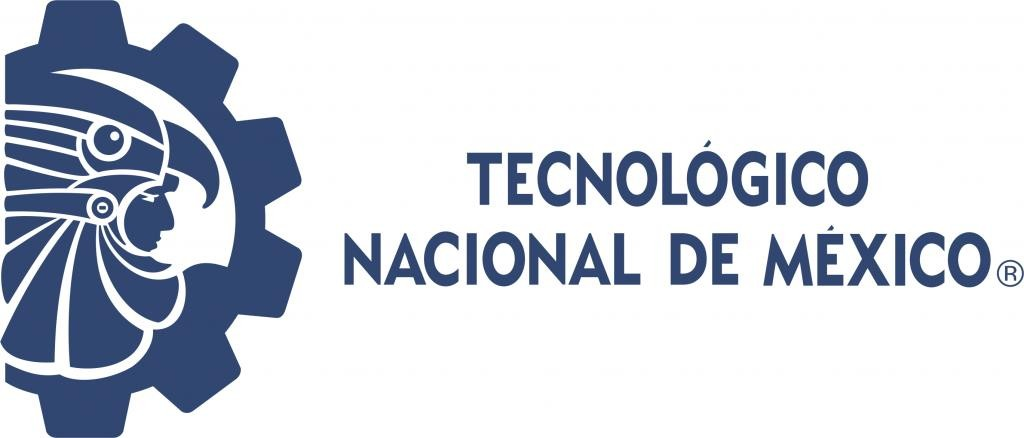 TECNOLÓGICO
NACIONAL DE MÉXICO®